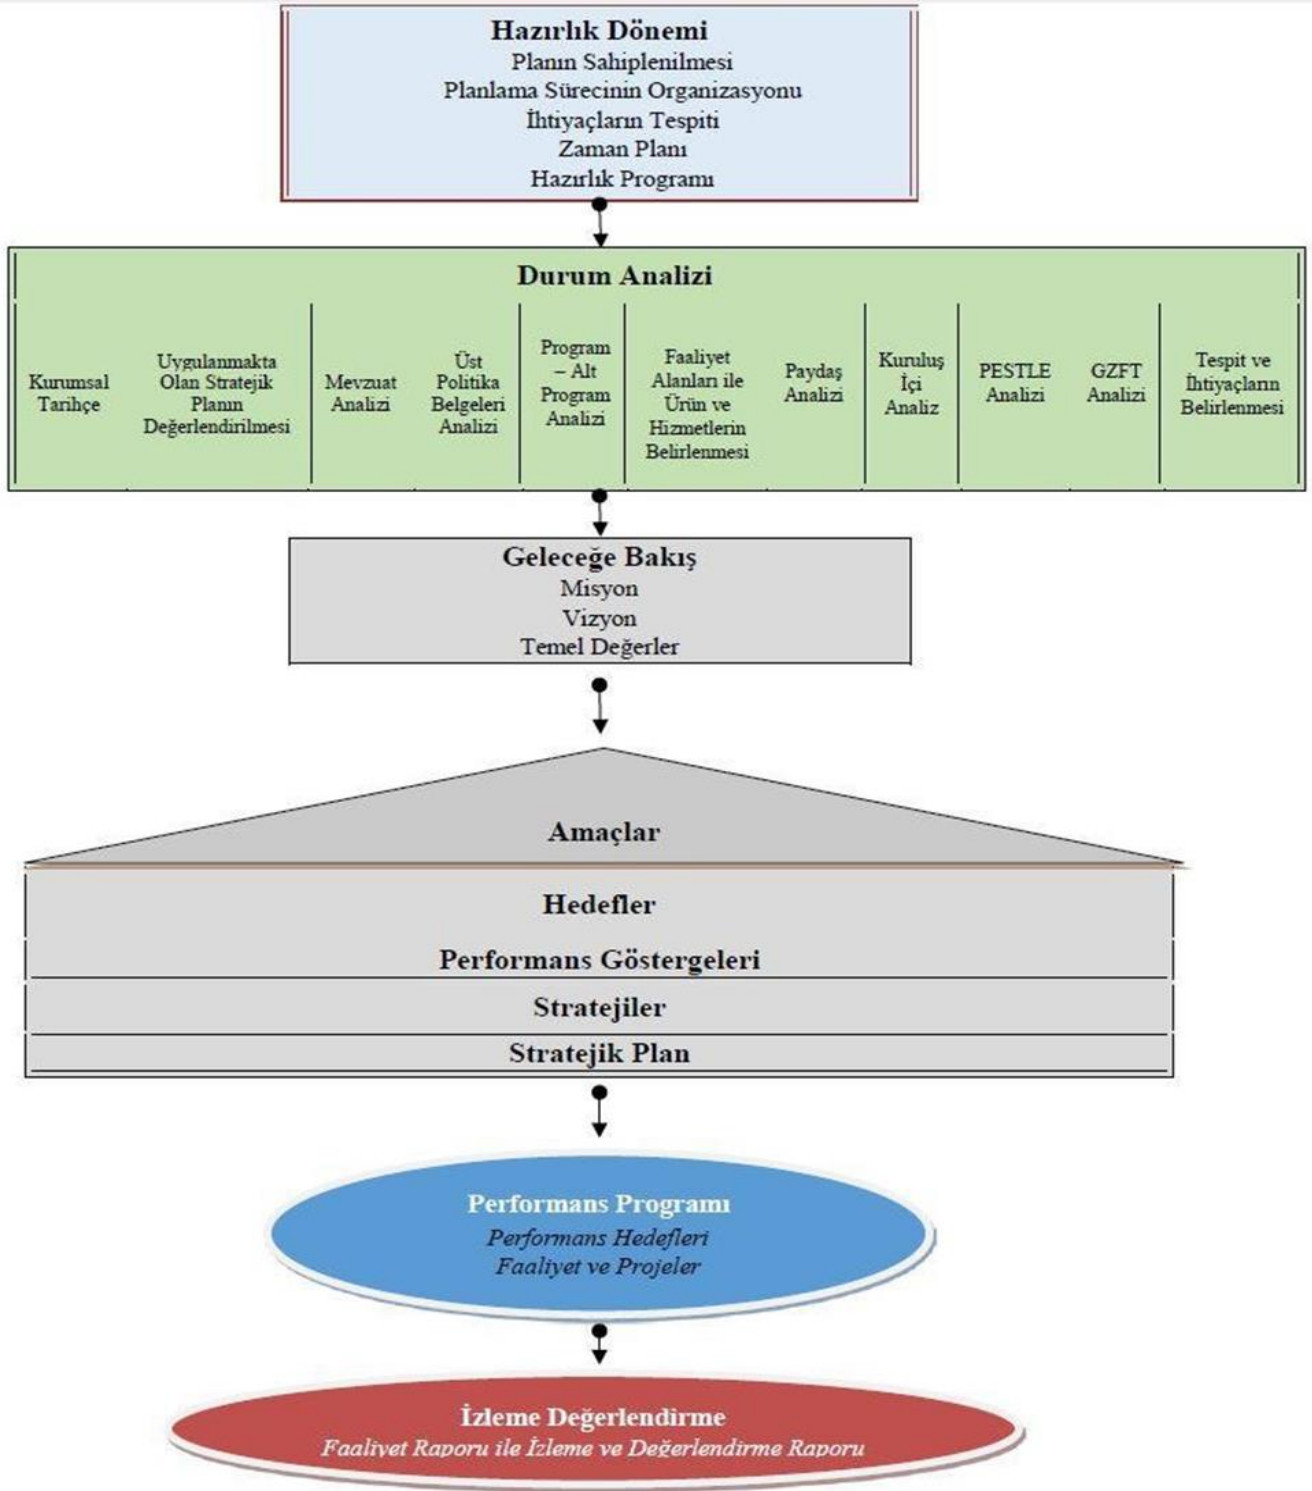 Hazırlık Dönemi
Planın Sahiplenilmesi
Planlama Sürecinin Organizasyonu
İhtiyaçların Tespiti
Zaman Planı
Hazırlık Programı
Durum Analizi
Kurumsal
Tarihçe
Uygulanmakta
Olan Stratejik
Planın
Değerlendirilmesi
Mevzuat
Analizi
Üst
Politika
Belgeleri
Analizi
Program
– Alt
Program
Analizi
Faaliyet
Alanları ile
Ürün ve
Hizmetlerin
Belirlenmesi
Paydaş
Analizi
Kuruluş
İçi
Analiz
PESTLE
Analizi
GZFT
Analizi
Tespit ve
İhtiyaçların
Belirlenmesi
Geleceğe Bakış
Misyon
Vizyon
Temel Değerler
Amaçlar
Hedefler
Performans Göstergeleri
Stratejiler
Stratejik Plan
Performans Programı
Performans Hedefleri
Faaliyet ve Projeler
İzleme Değerlendirme
Faaliyet Raporu ile İzleme ve Değerlendirme Raporu